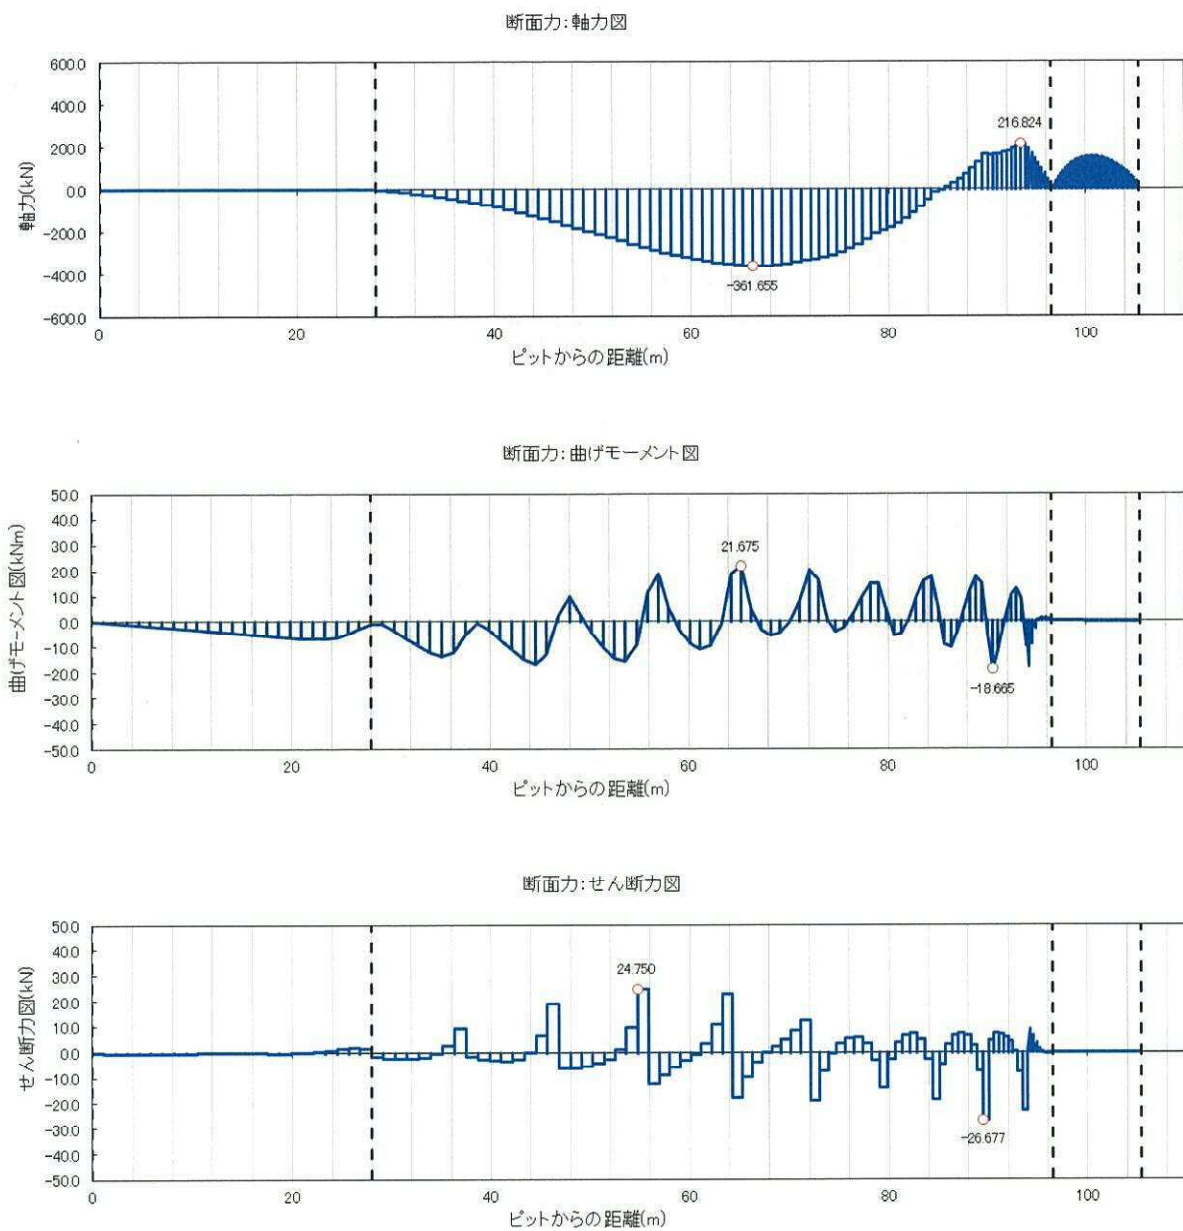 断面力:軸力図
600.0
400.0
200.0
0.0
-200.0
-400.0
-600.0
軸力(kN)
216.824
-361.655
0 20 40 60 80 100
ピットからの距離(m)
断面力:曲げモーメント図
50.0
40.0
30.0
20.0
10.0
0.0
-10.0
-20.0
-30.0
-40.0
-50.0
曲げモーメント図(kNm)
21.675
-18.665
0 20 40 60 80 100
ピットからの距離(m)
断面力:せん断力図
50.0
40.0
30.0
20.0
10.0
0.0
-10.0
-20.0
-30.0
-40.0
-50.0
せん断力図(kN)
24.750
-26.677
0 20 40 60 80 100
ピットからの距離(m)